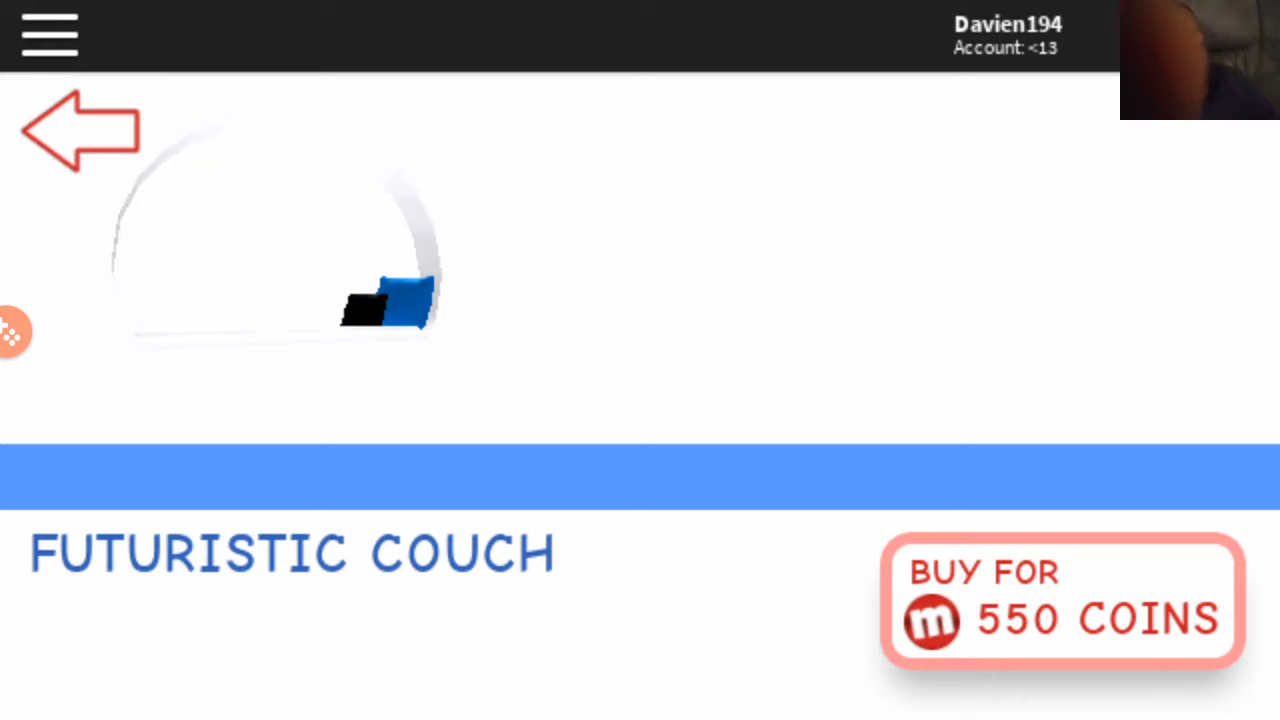 Davien194
Account: <13
FUTURISTIC COUCH
BUY FOR
m 550 COINS